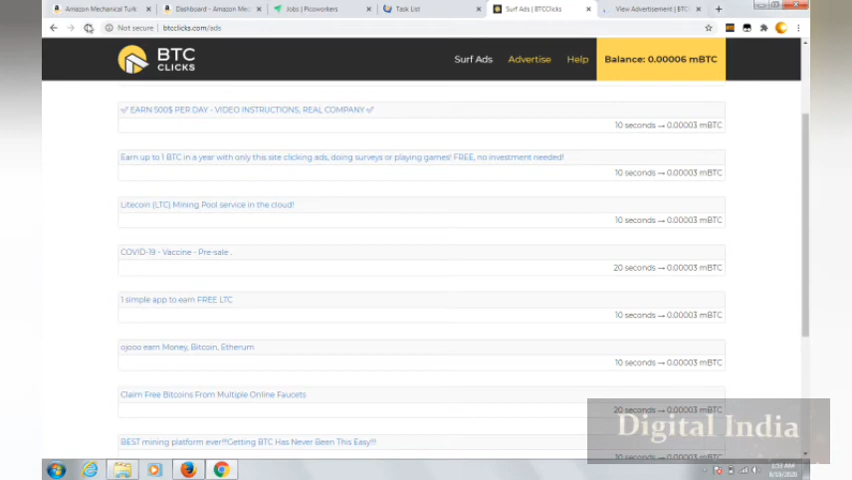 Amazon Mechanical Turk
Dashboard - Amazon Mec
Jobs | Picoworkers
Task List
Surf Ads | BTCClicks
View Advertisement | BTC
Not secure | btcclicks.com/ads
BTC
CLICKS
Surf Ads
Advertise
Help
Balance: 0.00006 mBTC
✅ EARN 500$ PER DAY - VIDEO INSTRUCTIONS, REAL COMPANY ✅
10 seconds → 0.00003 mBTC
Earn up to 1 BTC in a year with only this site clicking ads, doing surveys or playing games! FREE, no investment needed!
10 seconds → 0.00003 mBTC
Litecoin (LTC) Mining Pool service in the cloud!
10 seconds → 0.00003 mBTC
COVID-19 - Vaccine - Pre-sale .
20 seconds → 0.00003 mBTC
1 simple app to earn FREE LTC
10 seconds → 0.00003 mBTC
ojooo earn Money, Bitcoin, Etherum
10 seconds → 0.00003 mBTC
Claim Free Bitcoins From Multiple Online Faucets
20 seconds → 0.00003 mBTC
BEST mining platform ever!!!Getting BTC Has Never Been This Easy!!!
10 seconds → 0.00003 mBTC
Digital India